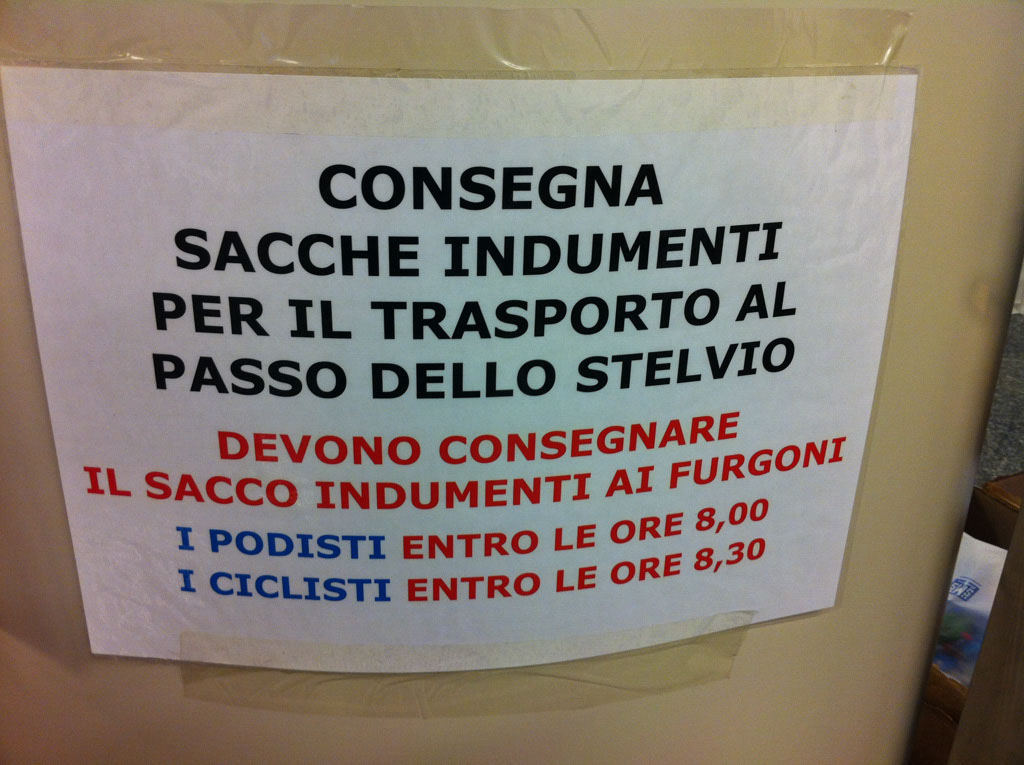 CONSEGNA
SACCHE INDUMENTI
PER IL TRASPORTO AL
PASSO DELLO STELVIO
DEVONO CONSEGNARE
IL SACCO INDUMENTI AI FURGONI
I PODISTI ENTRO LE ORE 8,00
I CICLISTI ENTRO LE ORE 8,30